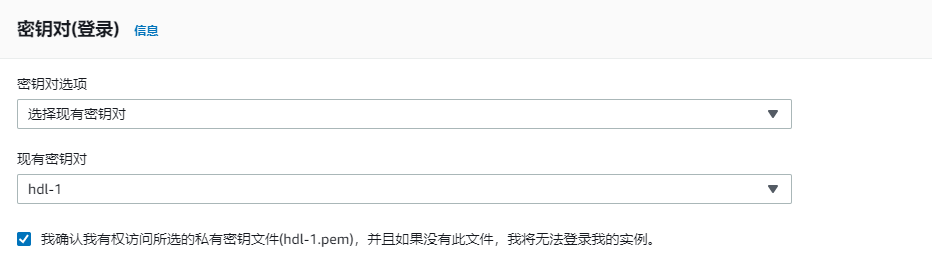 密钥对(登录) 信息
密钥对选项
选择现有密钥对
现有密钥对
hdl-1
我确认我有权访问所选的私有密钥文件(hdl-1.pem)，并且如果没有此文件，我将无法登录我的实例。